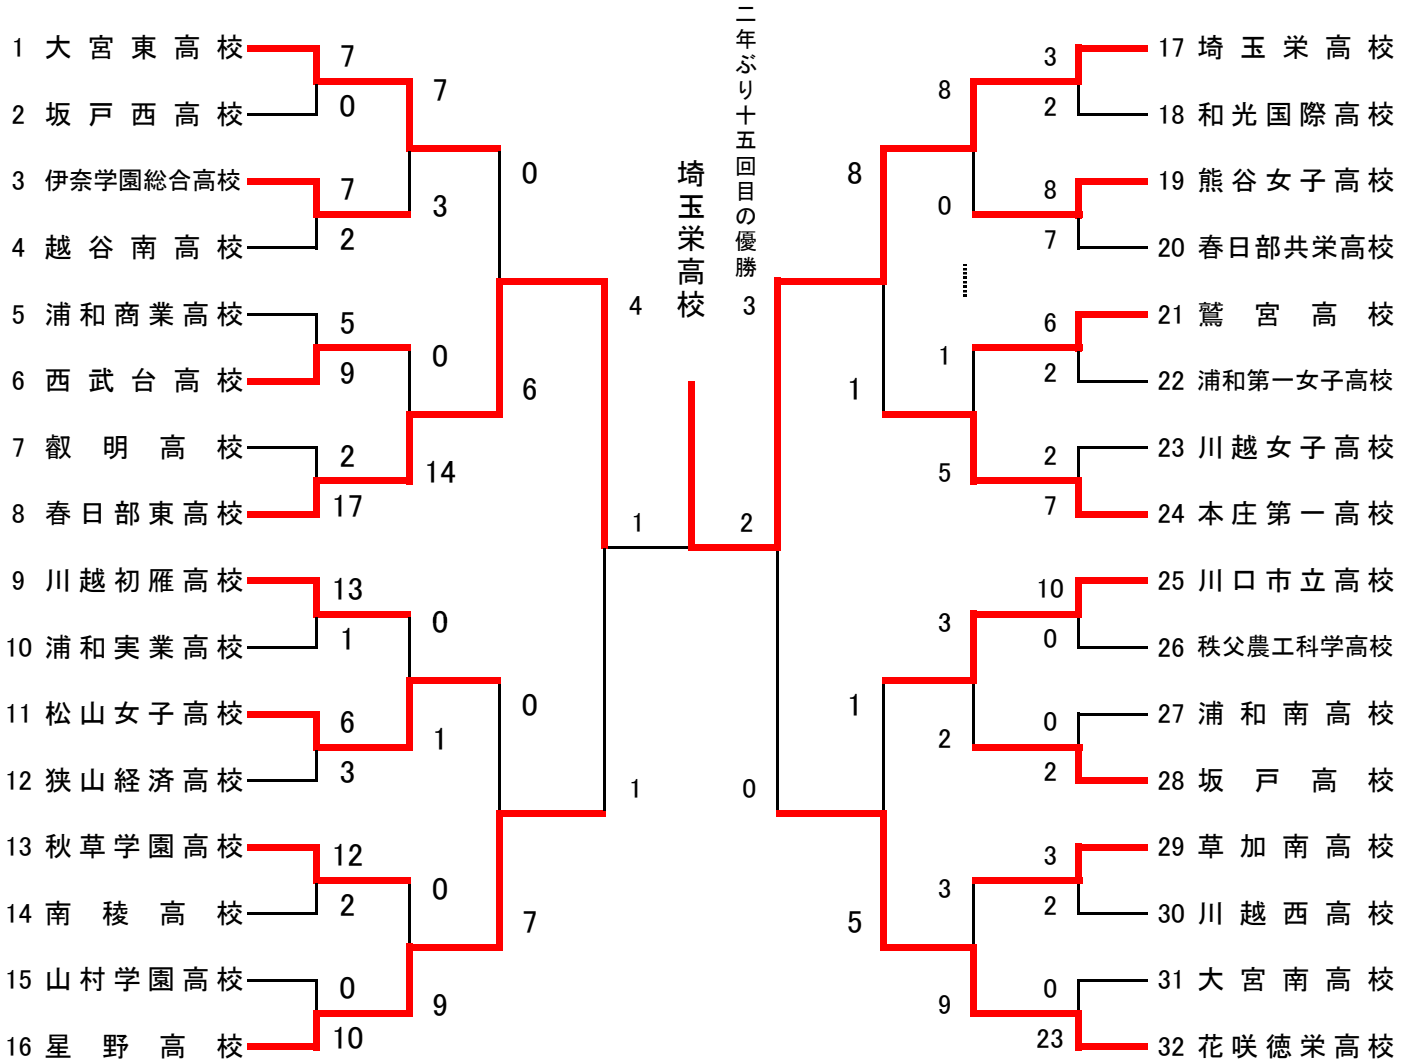 1 大宮東高校 7
2 坂戸西高校 0
3 伊奈学園総合高校 7
4 越谷南高校 2
5 浦和商業高校 5
6 西武台高校 9
7 叡明高校 2
8 春日部東高校 17
9 川越初雁高校 13
10 浦和実業高校 1
11 松山女子高校 6
12 狭山経済高校 3
13 秋草学園高校 12
14 南稜高校 2
15 山村学園高校 0
16 星野高校 10
7
3
0
14
0
1
0
9
0
6
0
7
4
1
1
埼玉栄高校
二年ぶり十五回目の優勝
2
3
0
8
1
1
5
8
0
1
5
3
2
3
9
3 17 埼玉栄高校
2 18 和光国際高校
8 19 熊谷女子高校
7 20 春日部共栄高校
6 21 鷲宮高校
2 22 浦和第一女子高校
2 23 川越女子高校
7 24 本庄第一高校
10 25 川口市立高校
0 26 秩父農工科学高校
0 27 浦和南高校
2 28 坂戸高校
3 29 草加南高校
2 30 川越西高校
0 31 大宮南高校
23 32 花咲徳栄高校